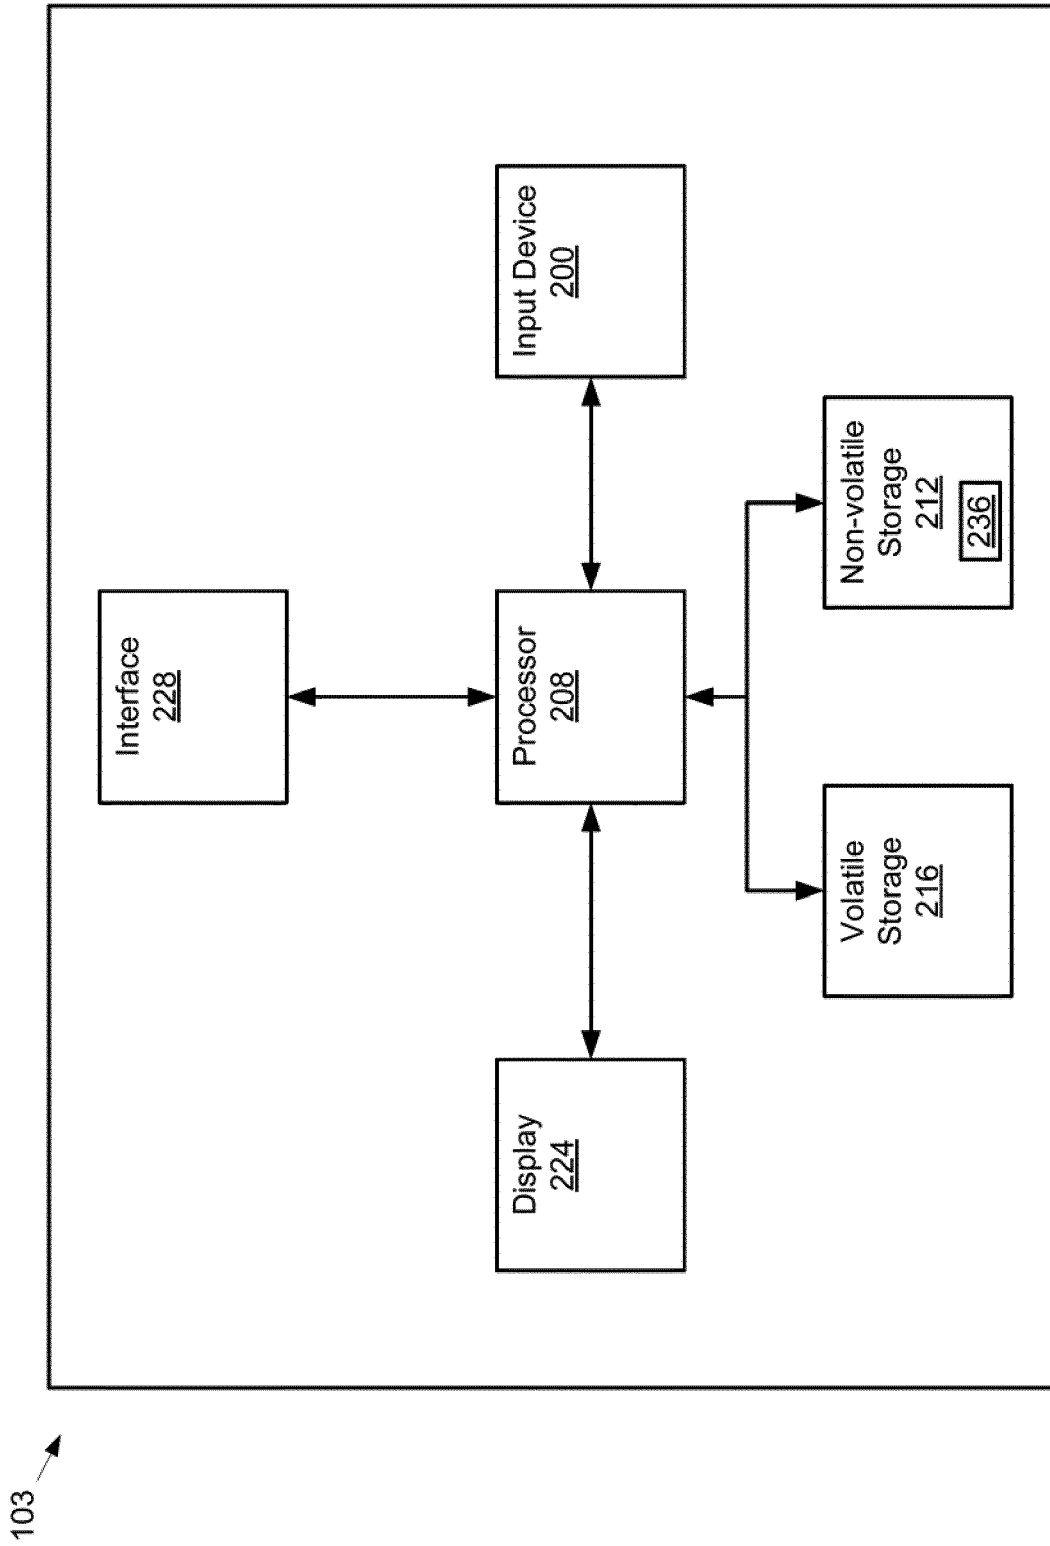 103
Interface
228
Display
224
Processor
208
Input Device
200
Volatile
Storage
216
Non-volatile
Storage
212
236